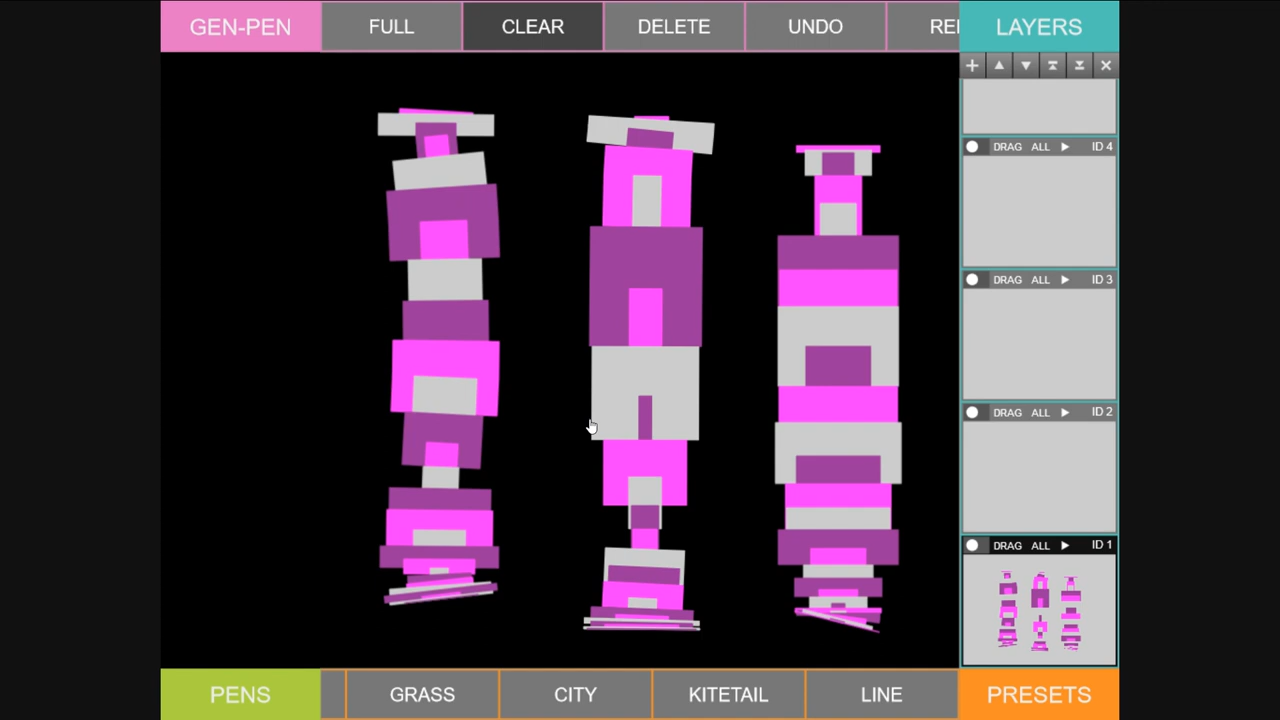 GEN-PEN FULL CLEAR DELETE UNDO LAYERS
DRAG ALL ID 4
DRAG ALL ID 3
DRAG ALL ID 2
DRAG ALL ID 1
PENS GRASS CITY KITETAIL LINE PRESETS